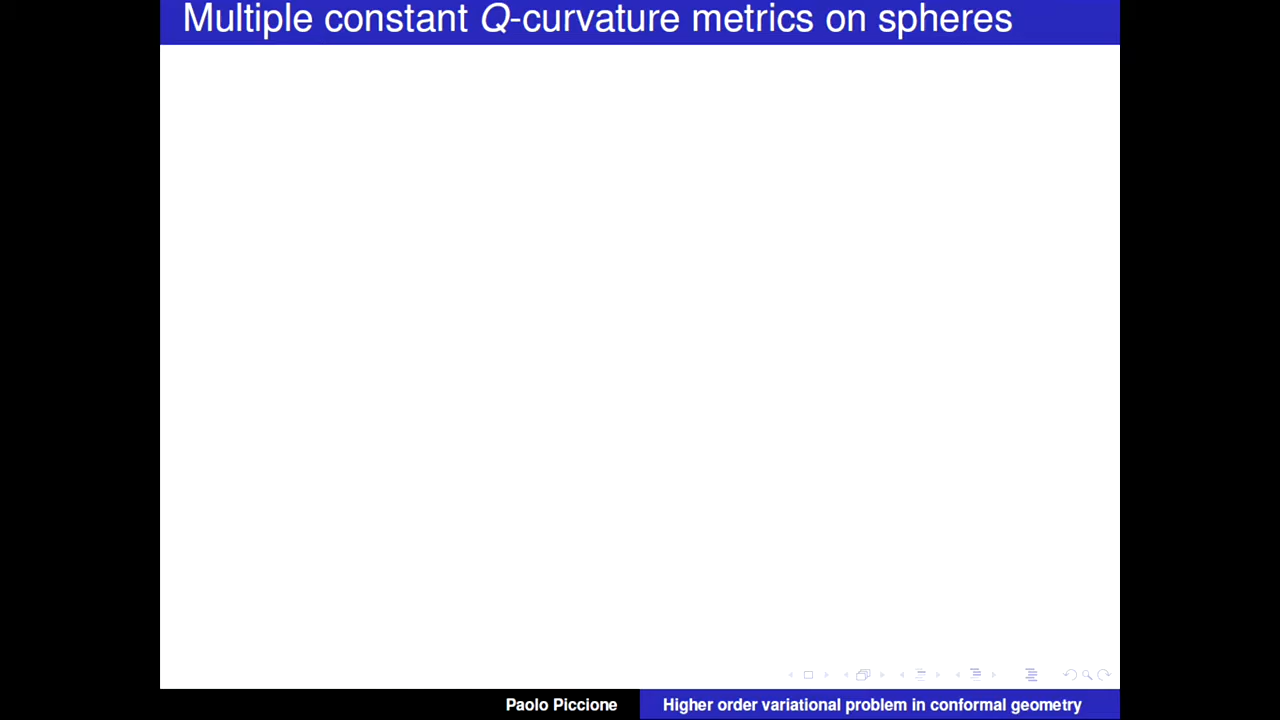 Multiple constant Q-curvature metrics on spheres
Paolo Piccione
Higher order variational problem in conformal geometry